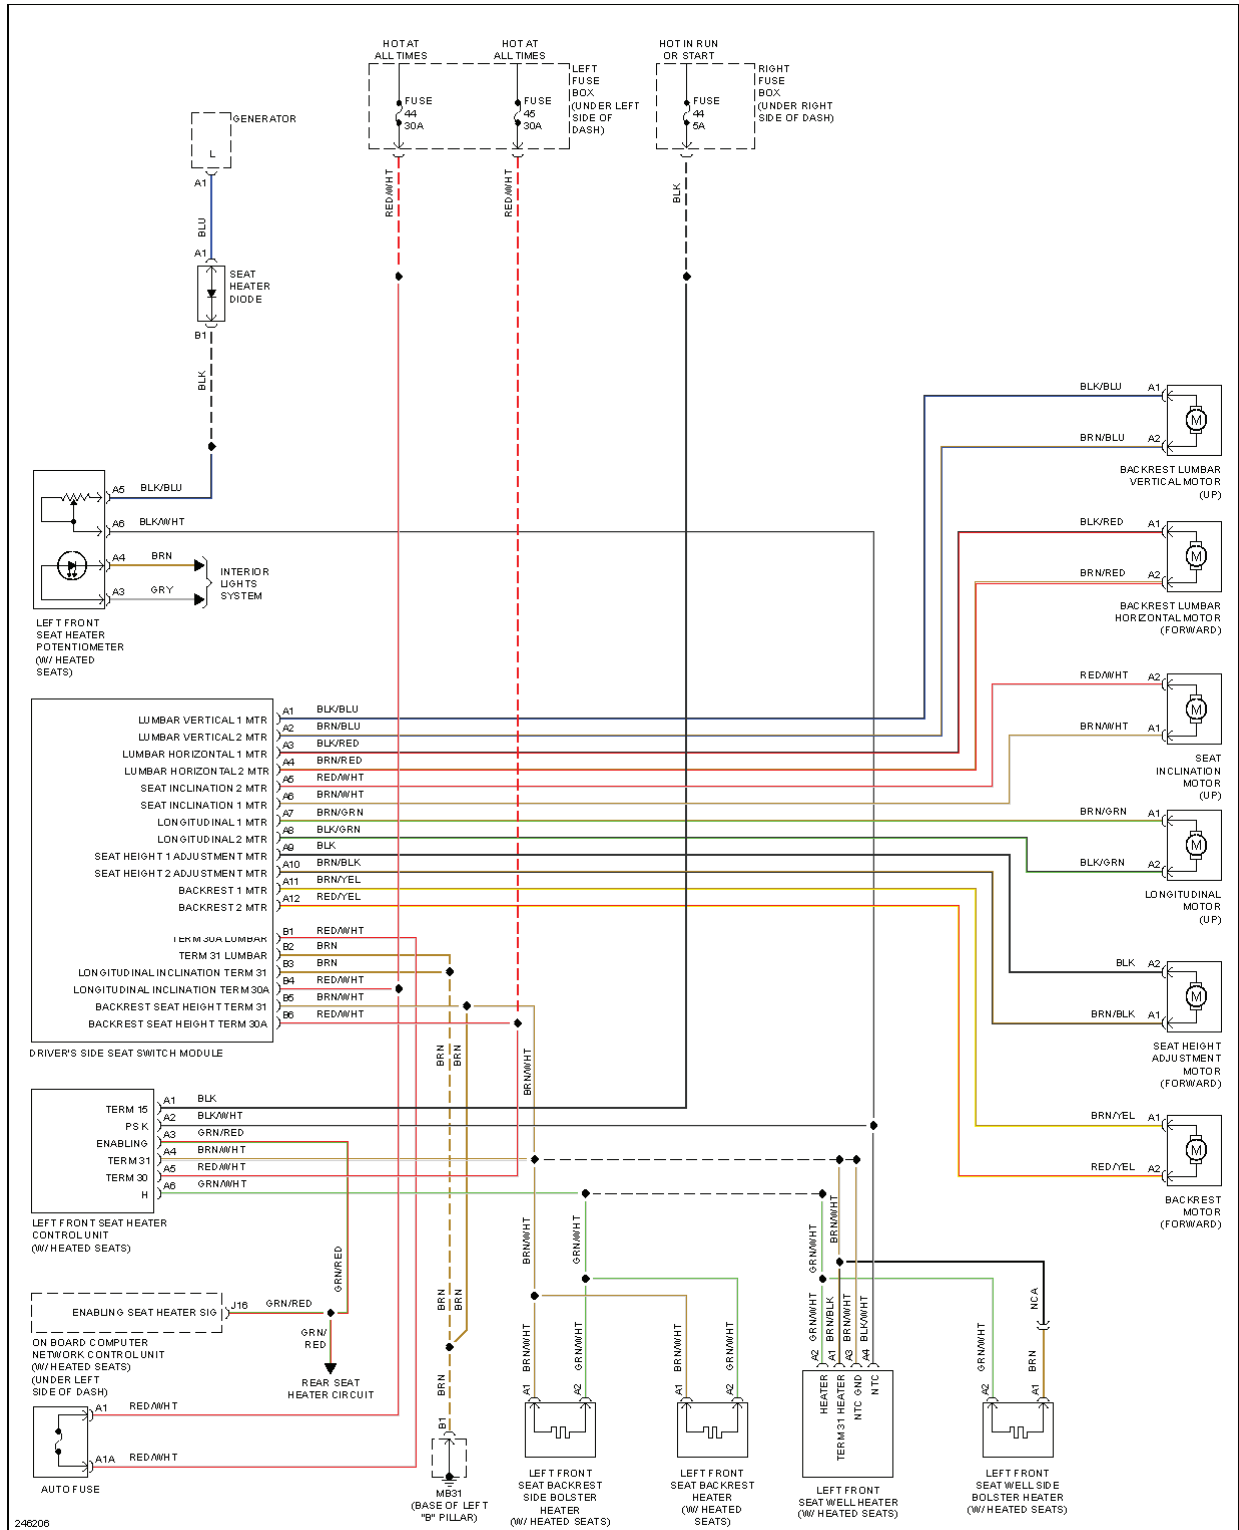 HOT AT
ALL TIMES
HOT AT
ALL TIMES
HOT IN RUN
OR START
LEFT
FUSE
BOX
(UNDER LEFT
SIDE OF
DASH)
RIGHT
FUSE
BOX
(UNDER RIGHT
SIDE OF DASH)
FUSE
44
30A
FUSE
45
30A
FUSE
44
5A
GENERATOR
L
A1
BLU
A1
SEAT
HEATER
DIODE
B1
BLK
RED/WHT
RED/WHT
BLK
A5 BLK/BLU
A6 BLK/WHT
A4 BRN
A3 GRY
INTERIOR
LIGHTS
SYSTEM
LEFT FRONT
SEAT HEATER
POTENTIOMETER
(W/ HEATED
SEATS)
BLK/BLU A1
M
BRN/BLU A2
BACKREST LUMBAR
VERTICAL MOTOR
(UP)
BLK/RED A1
M
BRN/RED A2
BACKREST LUMBAR
HORIZONTAL MOTOR
(FORWARD)
RED/WHT A2
M
BRN/WHT A1
SEAT
INCLINATION
MOTOR
(UP)
BRN/GRN A1
M
BLK/GRN A2
LONGITUDINAL
MOTOR
(UP)
BLK A2
M
BRN/BLK A1
SEAT HEIGHT
ADJUSTMENT
MOTOR
(FORWARD)
BRN/YEL A1
M
RED/YEL A2
BACKREST
MOTOR
(FORWARD)
LUMBAR VERTICAL 1 MTR A1 BLK/BLU
LUMBAR VERTICAL 2 MTR A2 BRN/BLU
LUMBAR HORIZONTAL 1 MTR A3 BLK/RED
LUMBAR HORIZONTAL 2 MTR A4 BRN/RED
SEAT INCLINATION 2 MTR A5 RED/WHT
SEAT INCLINATION 1 MTR A6 BRN/WHT
LONGITUDINAL 1 MTR A7 BRN/GRN
LONGITUDINAL 2 MTR A8 BLK/GRN
SEAT HEIGHT 1 ADJUSTMENT MTR A9 BLK
SEAT HEIGHT 2 ADJUSTMENT MTR A10 BRN/BLK
BACKREST 1 MTR A11 BRN/YEL
BACKREST 2 MTR A12 RED/YEL
TERM 30A LUMBAR B1 RED/WHT
TERM 31 LUMBAR B2 BRN
LONGITUDINAL INCLINATION TERM 31 B3 BRN
LONGITUDINAL INCLINATION TERM 30A B4 RED/WHT
BACKREST SEAT HEIGHT TERM 31 B5 BRN/WHT
BACKREST SEAT HEIGHT TERM 30A B6 RED/WHT
DRIVER'S SIDE SEAT SWITCH MODULE
BRN
BRN
BRN/WHT
TERM 15 A1 BLK
PS K A2 BLK/WHT
ENABLING A3 GRN/RED
TERM 31 A4 BRN/WHT
TERM 30 A5 RED/WHT
H A6 GRN/WHT
LEFT FRONT SEAT HEATER
CONTROL UNIT
(W/ HEATED SEATS)
GRN/RED
ENABLING SEAT HEATER SIG J16 GRN/RED
GRN/
RED
REAR SEAT
HEATER CIRCUIT
ON BOARD COMPUTER
NETWORK CONTROL UNIT
(W/ HEATED SEATS)
(UNDER LEFT
SIDE OF DASH)
A1 RED/WHT
A1A RED/WHT
AUTO FUSE
BRN
BRN
BRN
B1
MB31
(BASE OF LEFT
"B" PILLAR)
BRN/WHT
GRN/WHT
BRN/WHT
A1
GRN/WHT
A2
LEFT FRONT
SEAT BACKREST
SIDE BOLSTER
HEATER
(W/ HEATED SEATS)
BRN/WHT
A1
GRN/WHT
A2
LEFT FRONT
SEAT BACKREST
HEATER
(W/ HEATED
SEATS)
GRN/WHT
BRN/WHT
GRN/WHT
BRN/BLK
BRN/WHT
BLK/WHT
A2
A1
A3
A4
HEATER
TERM 31 HEATER
NTC GND
NTC
LEFT FRONT
SEAT WELL HEATER
(W/ HEATED SEATS)
NCA
GRN/WHT
BRN
A2
A1
LEFT FRONT
SEAT WELL SIDE
BOLSTER HEATER
(W/ HEATED SEATS)
246206